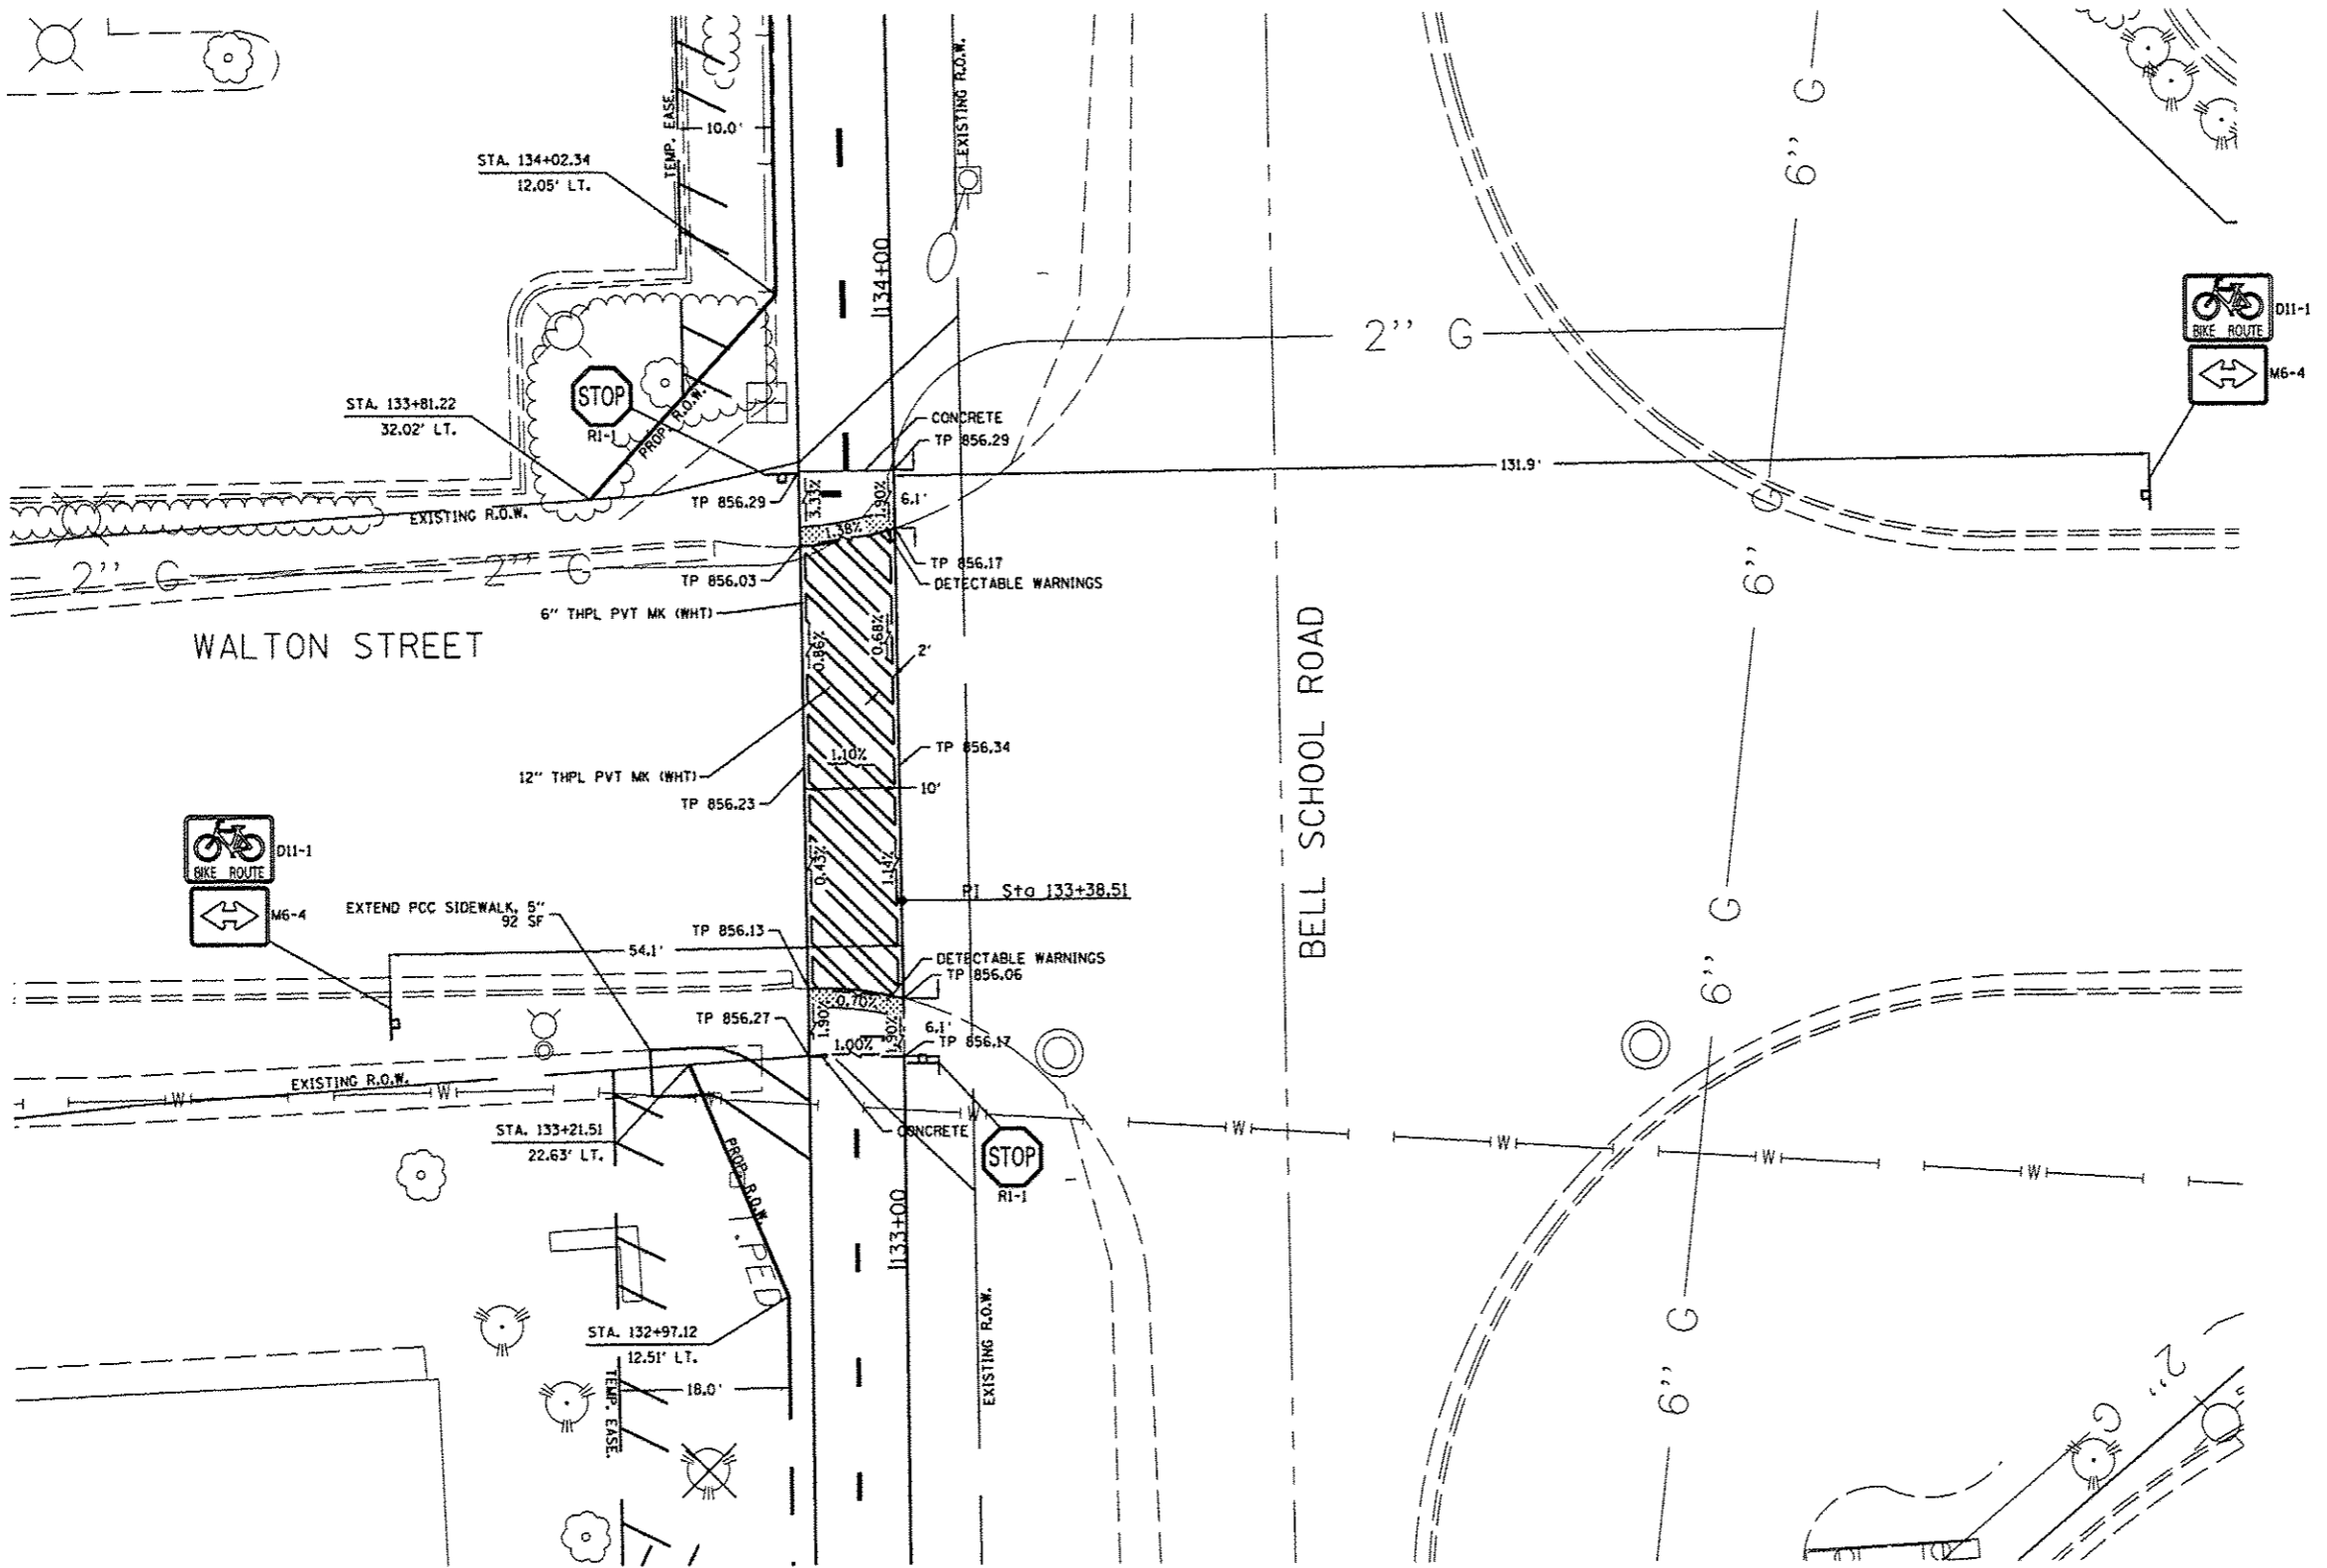 EXISTING R.O.W.
TEMP. EASE.
10.0'
STA. 134+02.34
12.05' LT.
134+00
6" G
2" G
BIKE ROUTE
D11-1
M6-4
STOP
R1-1
PROP. R.O.W.
STA. 133+81.22
32.02' LT.
CONCRETE
TP 856.29
131.9'
TP 856.29
3.33%
1.90%
6.1'
G
EXISTING R.O.W.
1.38%
2" G
2" G
TP 856.03
TP 856.17
DETECTABLE WARNINGS
6" G
6" THPL PVT MK (WHT)
WALTON STREET
0.86%
0.68%
2'
BELL SCHOOL ROAD
TP 856.34
1.10%
12" THPL PVT MK (WHT)
10'
TP 856.23
BIKE ROUTE
D11-1
M6-4
0.43%
1.14%
PI Sta 133+38.51
EXTEND PCC SIDEWALK, 5"
92 SF
TP 856.13
54.1'
DETECTABLE WARNINGS
TP 856.06
6" G
0.70%
TP 856.27
1.90%
1.90%
6.1'
1.00%
TP 856.17
EXISTING R.O.W.
W
W
W
W
W
W
W
W
CONCRETE
STA. 133+21.51
22.63' LT.
STOP
R1-1
PROP. R.O.W.
T.PED
133+00
STA. 132+97.12
12.51' LT.
TEMP. EASE.
18.0'
EXISTING R.O.W.
6" G
2" G